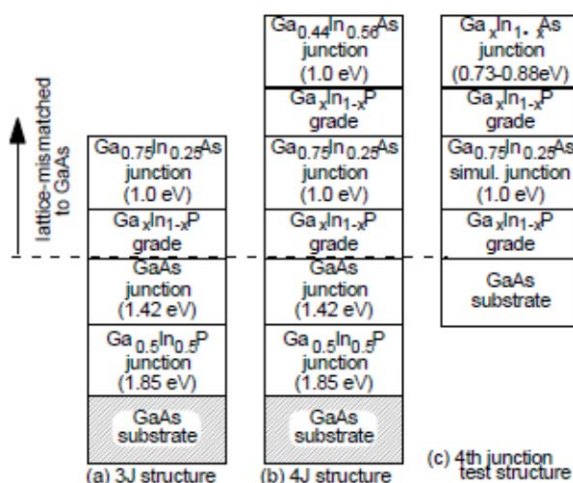 lattice-mismatched
to GaAs
Ga0.75In0.25As
junction
(1.0 eV)
GaxIn1-xP
grade
GaAs
junction
(1.42 eV)
Ga0.5In0.5P
junction
(1.85 eV)
GaAs
substrate
(a) 3J structure
Ga0.44In0.56As
junction
(1.0 eV)
GaxIn1-xP
grade
Ga0.75In0.25As
junction
(1.0 eV)
GaxIn1-xP
grade
GaAs
junction
(1.42 eV)
Ga0.5In0.5P
junction
(1.85 eV)
GaAs
substrate
(b) 4J structure
GaxIn1-xAs
junction
(0.73-0.88eV)
GaxIn1-xP
grade
Ga0.75In0.25As
simul. junction
(1.0 eV)
GaxIn1-xP
grade
GaAs
substrate
(c) 4th junction
test structure